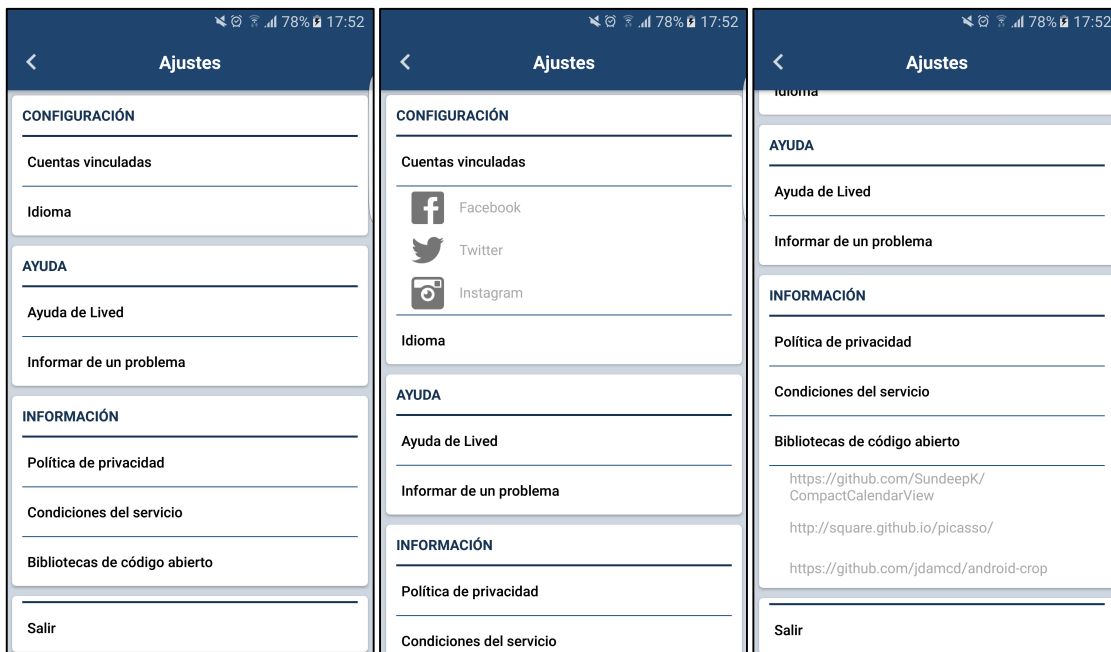 78% 17:52
Ajustes
CONFIGURACIÓN
Cuentas vinculadas
Idioma
AYUDA
Ayuda de Lived
Informar de un problema
INFORMACIÓN
Política de privacidad
Condiciones del servicio
Bibliotecas de código abierto
Salir
78% 17:52
Ajustes
CONFIGURACIÓN
Cuentas vinculadas
Facebook
Twitter
Instagram
Idioma
AYUDA
Ayuda de Lived
Informar de un problema
INFORMACIÓN
Política de privacidad
Condiciones del servicio
78% 17:52
Ajustes
Idioma
AYUDA
Ayuda de Lived
Informar de un problema
INFORMACIÓN
Política de privacidad
Condiciones del servicio
Bibliotecas de código abierto
https://github.com/SundeepK/
CompactCalendarView
http://square.github.io/picasso/
https://github.com/jdamcd/android-crop
Salir